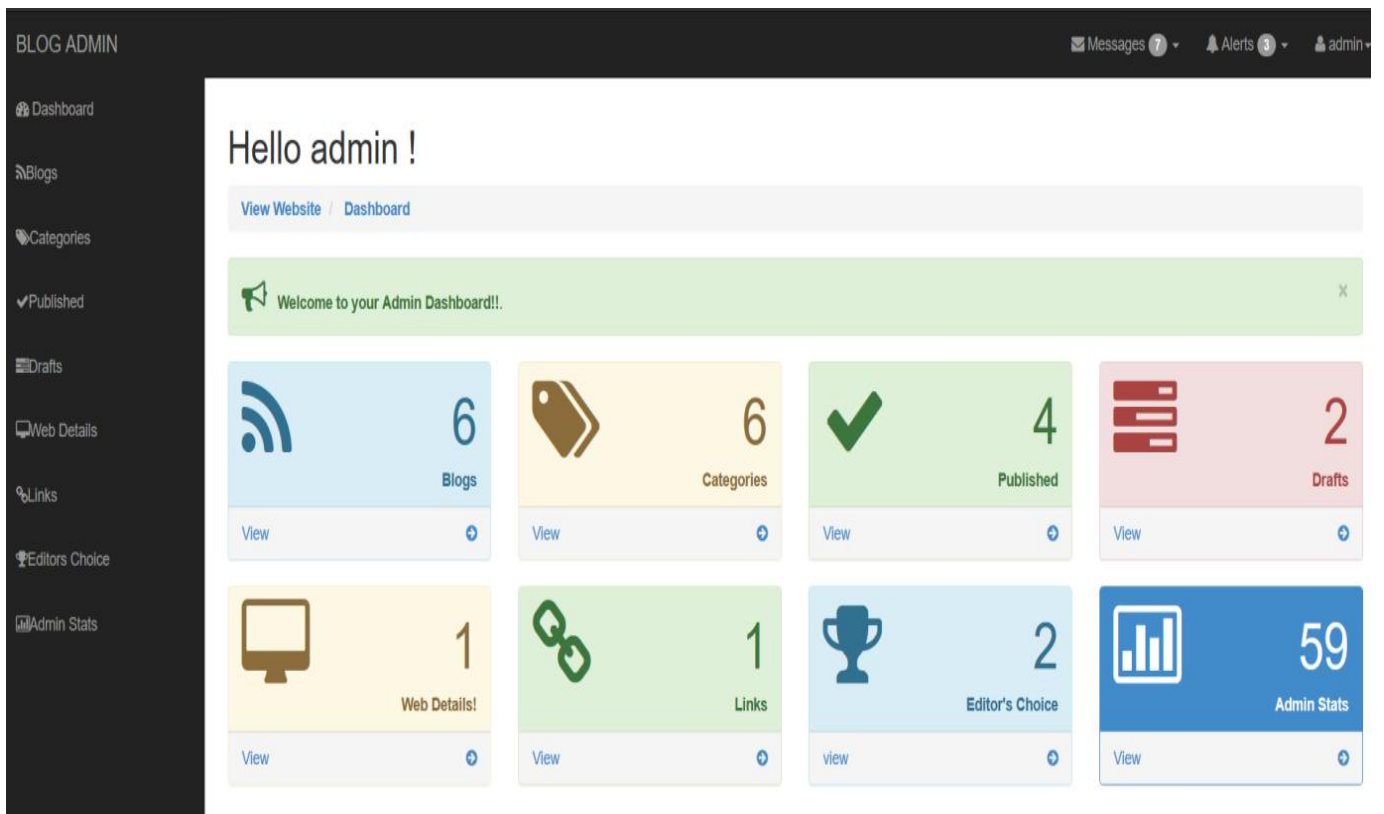 BLOG ADMIN
Messages 7
Alerts 3
admin
Dashboard
Blogs
Categories
Published
Drafts
Web Details
Links
Editors Choice
Admin Stats
Hello admin !
View Website / Dashboard
Welcome to your Admin Dashboard!!.
x
6
Blogs
View
6
Categories
View
4
Published
View
2
Drafts
View
1
Web Details!
View
1
Links
View
2
Editor's Choice
view
59
Admin Stats
View